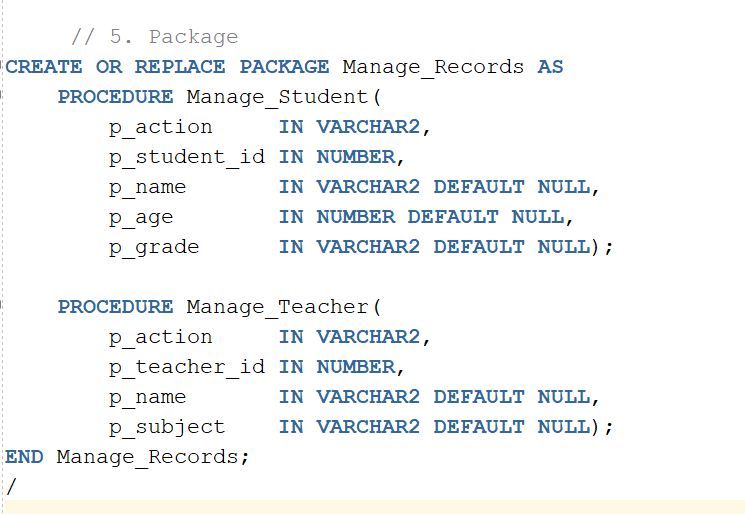 // 5. Package
CREATE OR REPLACE PACKAGE Manage_Records AS
PROCEDURE Manage_Student(
p_action IN VARCHAR2,
p_student_id IN NUMBER,
p_name IN VARCHAR2 DEFAULT NULL,
p_age IN NUMBER DEFAULT NULL,
p_grade IN VARCHAR2 DEFAULT NULL);
PROCEDURE Manage_Teacher(
p_action IN VARCHAR2,
p_teacher_id IN NUMBER,
p_name IN VARCHAR2 DEFAULT NULL,
p_subject IN VARCHAR2 DEFAULT NULL);
END Manage_Records;
/